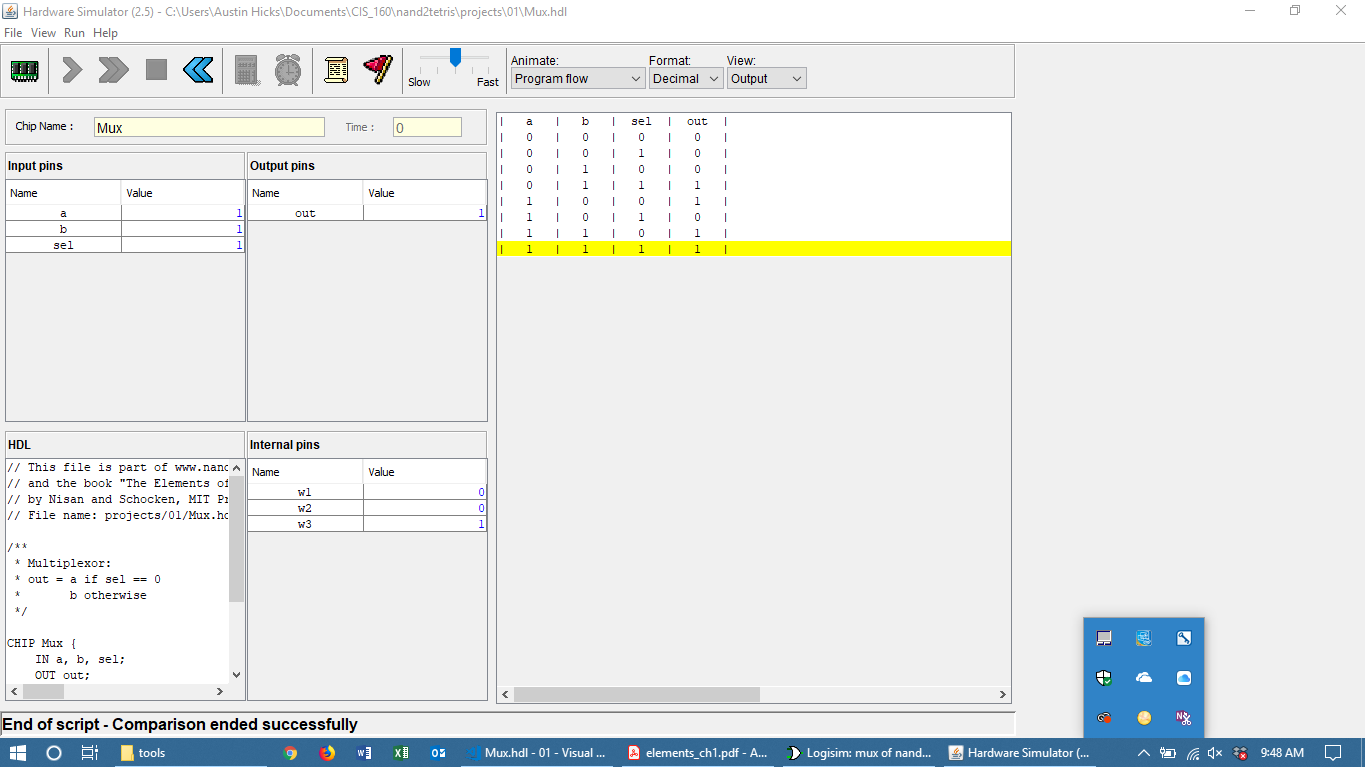 Hardware Simulator (2.5) - C:\Users\Austin Hicks\Documents\CIS_160\nand2tetris\projects\01\Mux.hdl
File View Run Help
Slow Fast
Animate: Format: View:
Program flow Decimal Output
Chip Name : Mux Time : 0
Input pins
Name Value
a 1
b 1
sel 1
Output pins
Name Value
out 1
HDL
// This file is part of www.nand
// and the book "The Elements of
// by Nisan and Schocken, MIT Pr
// File name: projects/01/Mux.hd
/**
* Multiplexor:
* out = a if sel == 0
* b otherwise
*/
CHIP Mux {
IN a, b, sel;
OUT out;
Internal pins
Name Value
w1 0
w2 0
w3 1
| a | b | sel | out |
| 0 | 0 | 0 | 0 |
| 0 | 0 | 1 | 0 |
| 0 | 1 | 0 | 0 |
| 0 | 1 | 1 | 1 |
| 1 | 0 | 0 | 1 |
| 1 | 0 | 1 | 0 |
| 1 | 1 | 0 | 1 |
| 1 | 1 | 1 | 1 |
End of script - Comparison ended successfully
tools Mux.hdl - 01 - Visual ... elements_ch1.pdf - A... Logisim: mux of nand... Hardware Simulator (... 9:48 AM